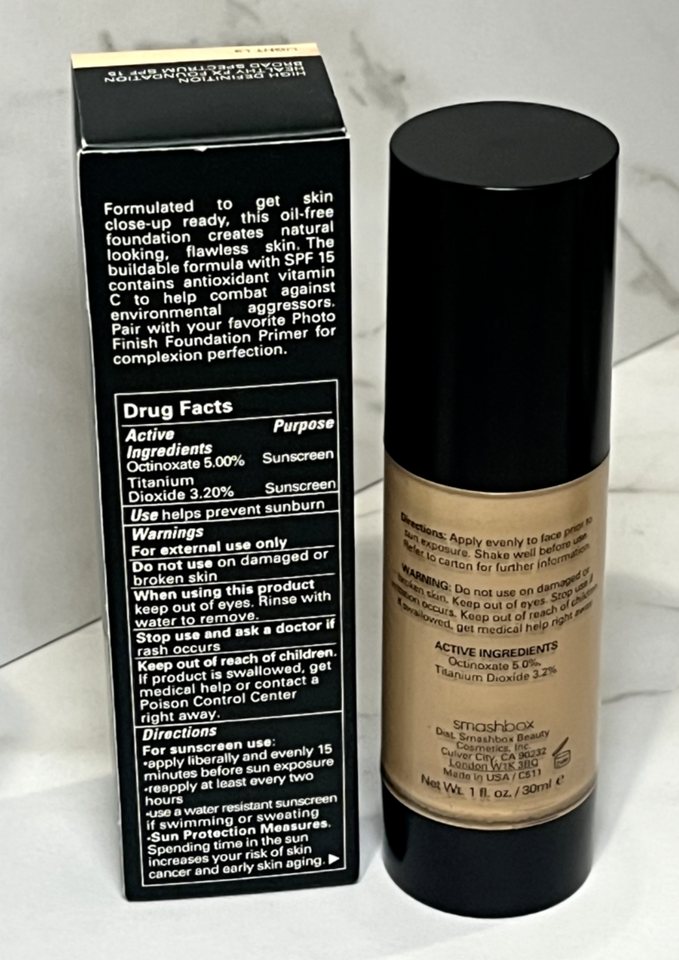 LIGHT L3
HIGH DEFINITION
HEALTHY FX FOUNDATION
BROAD SPECTRUM SPF 15
Formulated to get skin
close-up ready, this oil-free
foundation creates natural
looking, flawless skin. The
buildable formula with SPF 15
contains antioxidant vitamin
C to help combat against
environmental aggressors.
Pair with your favorite Photo
Finish Foundation Primer for
complexion perfection.
Drug Facts
Active Purpose
Ingredients
Octinoxate 5.00% Sunscreen
Titanium
Dioxide 3.20% Sunscreen
Use helps prevent sunburn
Warnings
For external use only
Do not use on damaged or
broken skin
When using this product
keep out of eyes. Rinse with
water to remove.
Stop use and ask a doctor if
rash occurs
Keep out of reach of children.
If product is swallowed, get
medical help or contact a
Poison Control Center
right away.
Directions
For sunscreen use:
•apply liberally and evenly 15
minutes before sun exposure
•reapply at least every two
hours
•use a water resistant sunscreen
if swimming or sweating
•Sun Protection Measures.
Spending time in the sun
increases your risk of skin
cancer and early skin aging. ▶
Directions: Apply evenly to face prior to
sun exposure. Shake well before use.
Refer to carton for further information.
WARNING: Do not use on damaged or
broken skin. Keep out of eyes. Stop use if
irritation occurs. Keep out of reach of children.
If swallowed, get medical help right away.
ACTIVE INGREDIENTS
Octinoxate 5.0%,
Titanium Dioxide 3.2%
smashbox
Dist. Smashbox Beauty
Cosmetics, Inc.
Culver City, CA 90232
London W1K 3BQ
Made in USA / C511
Net Wt. 1 fl. oz. / 30ml e